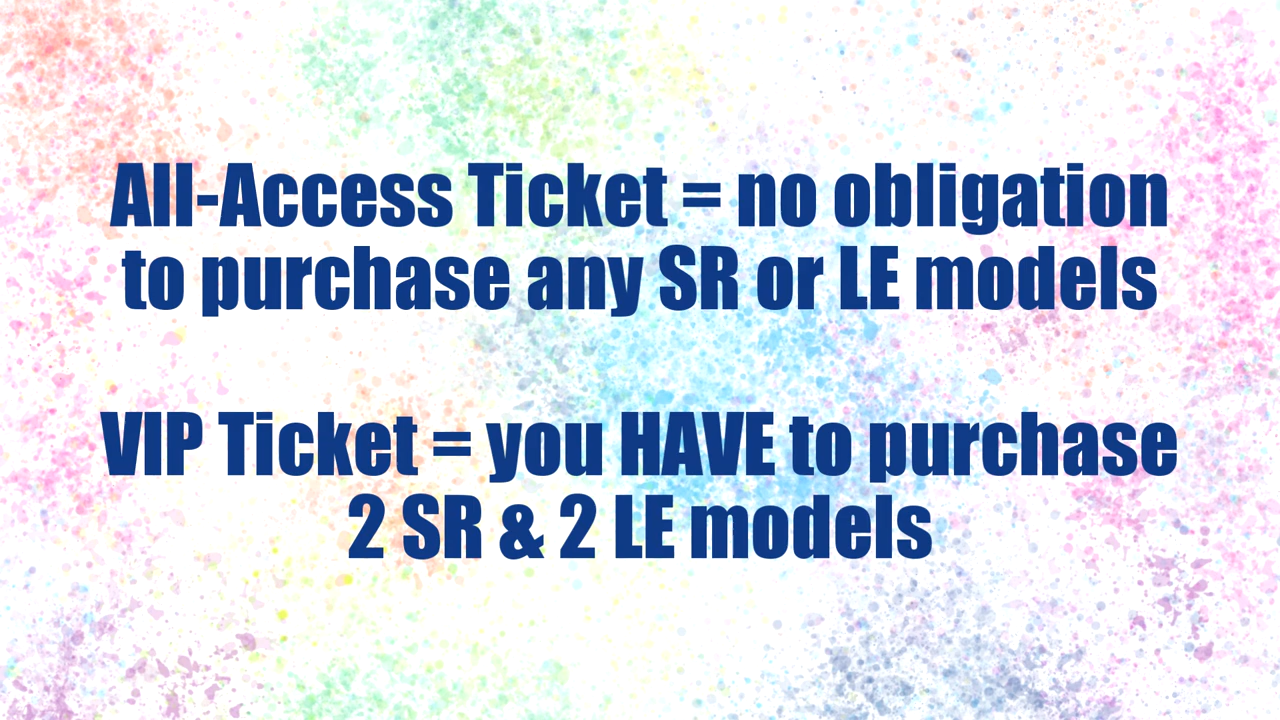 All-Access Ticket = no obligation
to purchase any SR or LE models
VIP Ticket = you HAVE to purchase
2 SR & 2 LE models